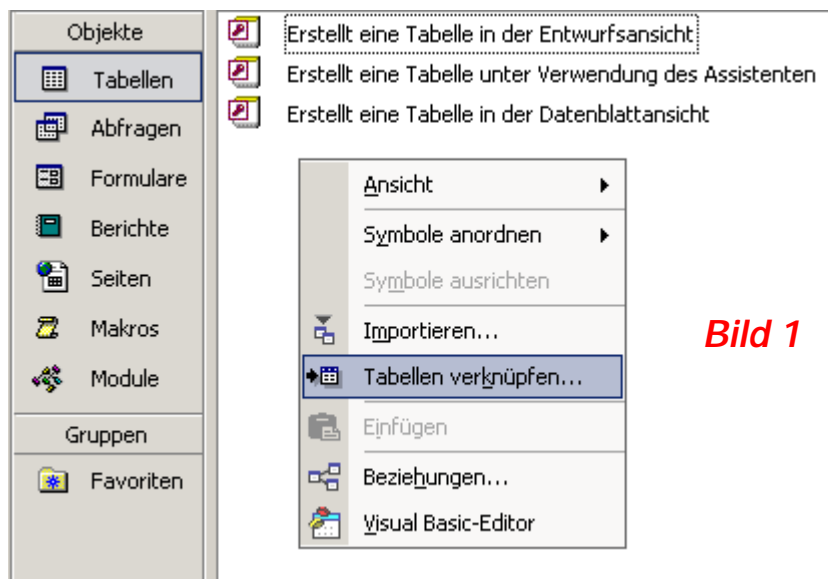 Objekte
Tabellen
Abfragen
Formulare
Berichte
Seiten
Makros
Module
Gruppen
Favoriten
Erstellt eine Tabelle in der Entwurfsansicht
Erstellt eine Tabelle unter Verwendung des Assistenten
Erstellt eine Tabelle in der Datenblattansicht
Ansicht
Symbole anordnen
Symbole ausrichten
Importieren...
Tabellen verknüpfen...
Einfügen
Beziehungen...
Visual Basic-Editor
Bild 1